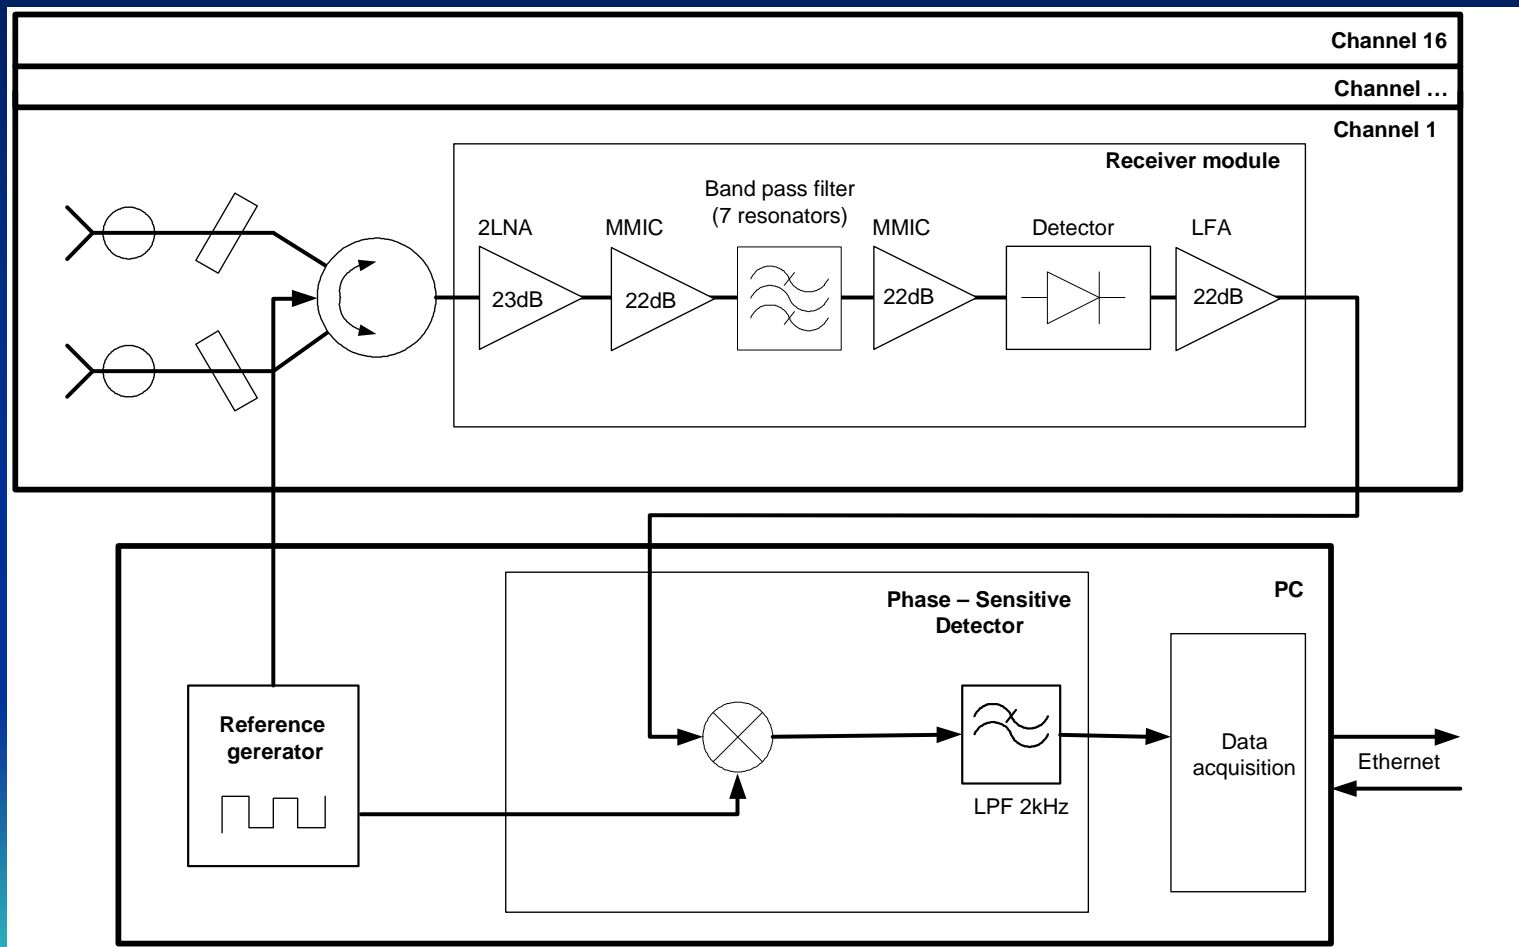 Channel 16
Channel ...
Channel 1
Receiver module
Band pass filter
(7 resonators)
2LNA
MMIC
MMIC
Detector
LFA
23dB
22dB
22dB
22dB
PC
Phase – Sensitive
Detector
Reference
gererator
Data
acquisition
Ethernet
LPF 2kHz